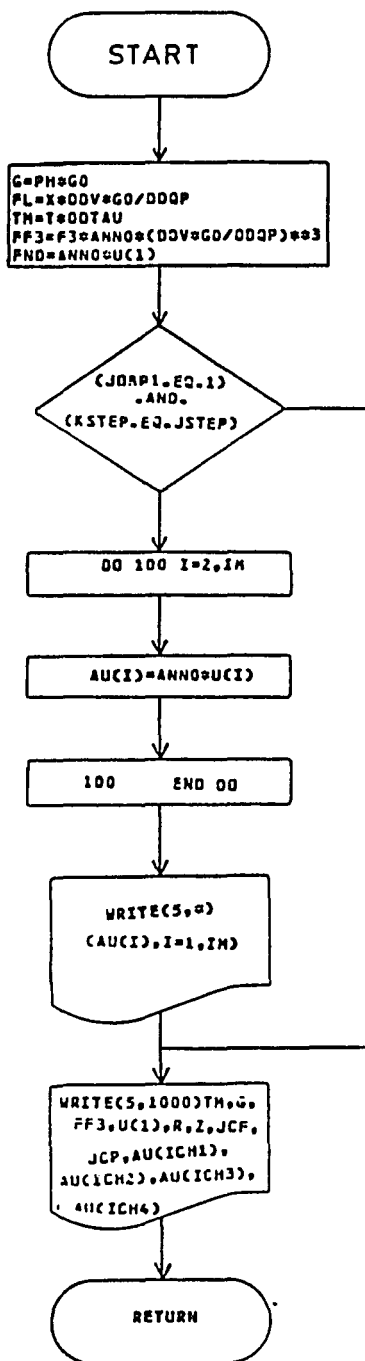 START
G=PH*G0
FL=X*DDV*G0/DDQP
TM=T*DDTAU
FF3=F3*ANNO*(DDV*G0/DDQP)**3
FND=ANNO*U(1)
(JDRP1.EQ.1)
.AND.
(KSTEP.EQ.JSTEP)
DO 100 I=2,IM
AU(I)=ANNO*U(I)
100 END DO
WRITE(5,*)
(AU(I),I=1,IM)
WRITE(5,1000)TM,G,
FF3,U(1),R,Z,JCF,
JCP,AU(ICH1),
AU(ICH2),AU(ICH3),
AU(ICH4)
RETURN